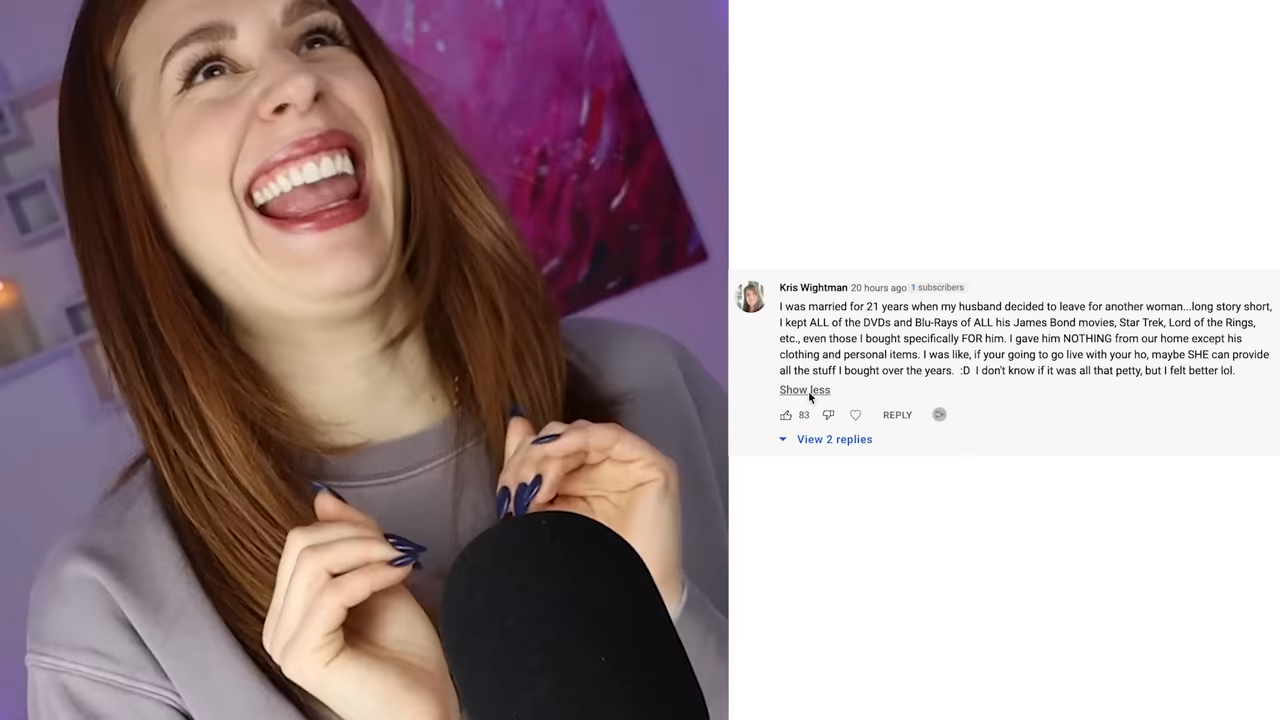 Kris Wightman 20 hours ago 1 subscribers
I was married for 21 years when my husband decided to leave for another woman...long story short,
I kept ALL of the DVDs and Blu-Rays of ALL his James Bond movies, Star Trek, Lord of the Rings,
etc., even those I bought specifically FOR him. I gave him NOTHING from our home except his
clothing and personal items. I was like, if your going to go live with your ho, maybe SHE can provide
all the stuff I bought over the years.  :D  I don't know if it was all that petty, but I felt better lol.
Show less
83 REPLY
View 2 replies